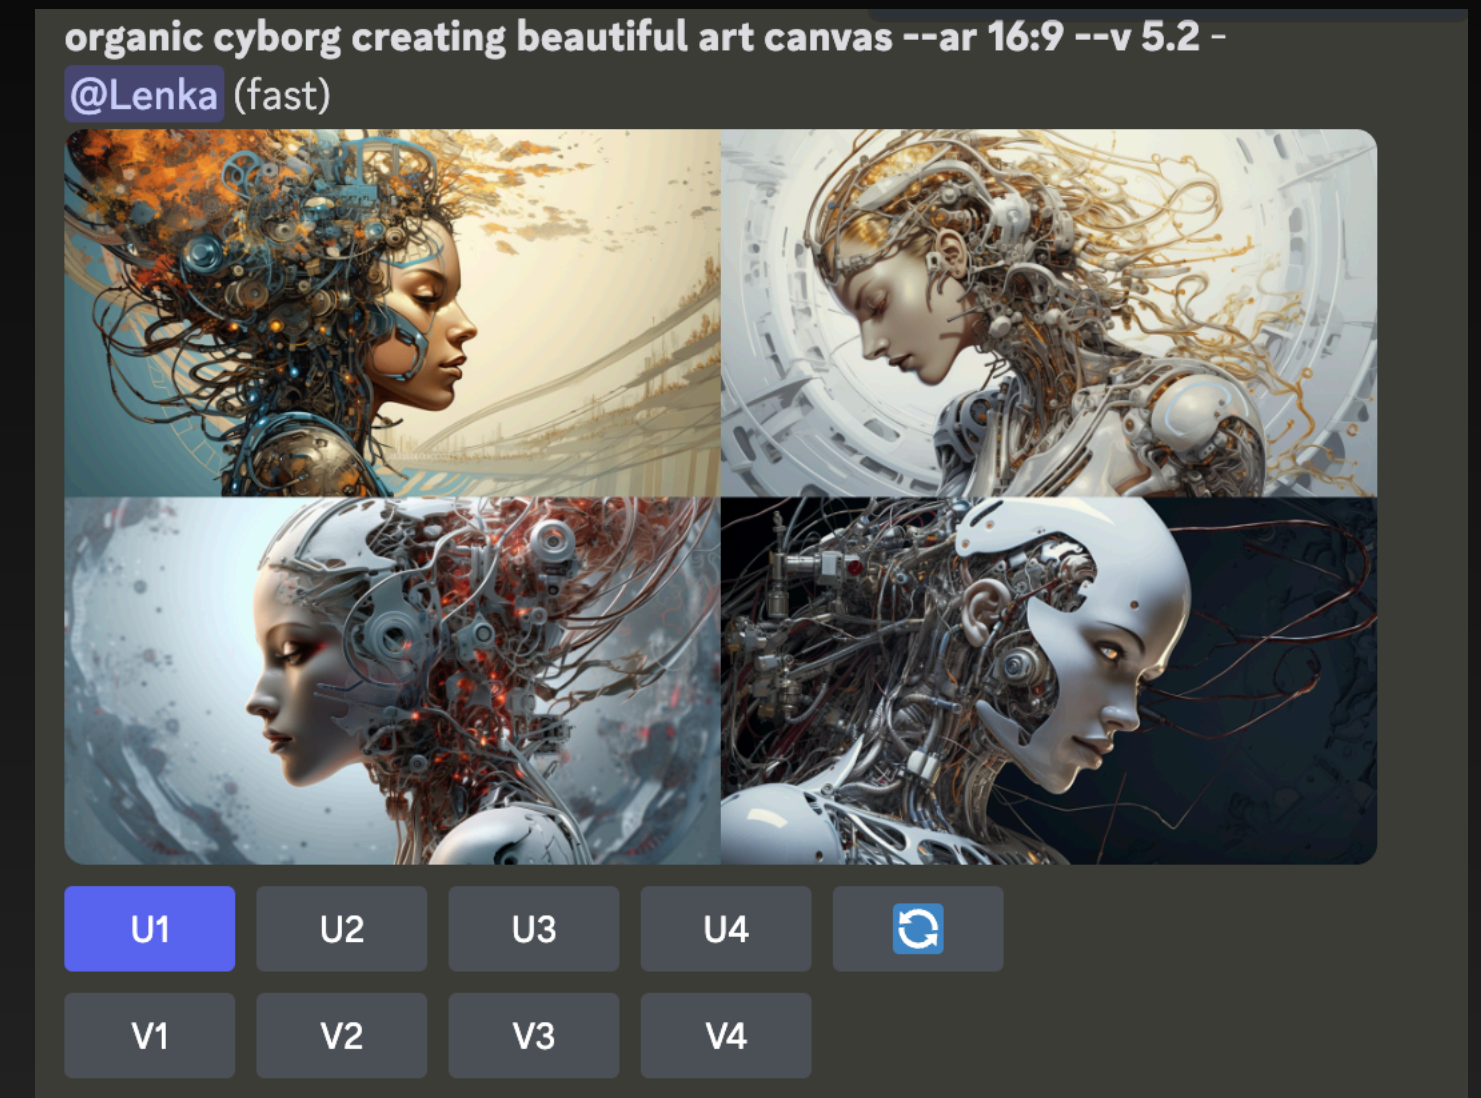 organic cyborg creating beautiful art canvas --ar 16:9 --v 5.2 -
@Lenka (fast)
U1 U2 U3 U4
V1 V2 V3 V4